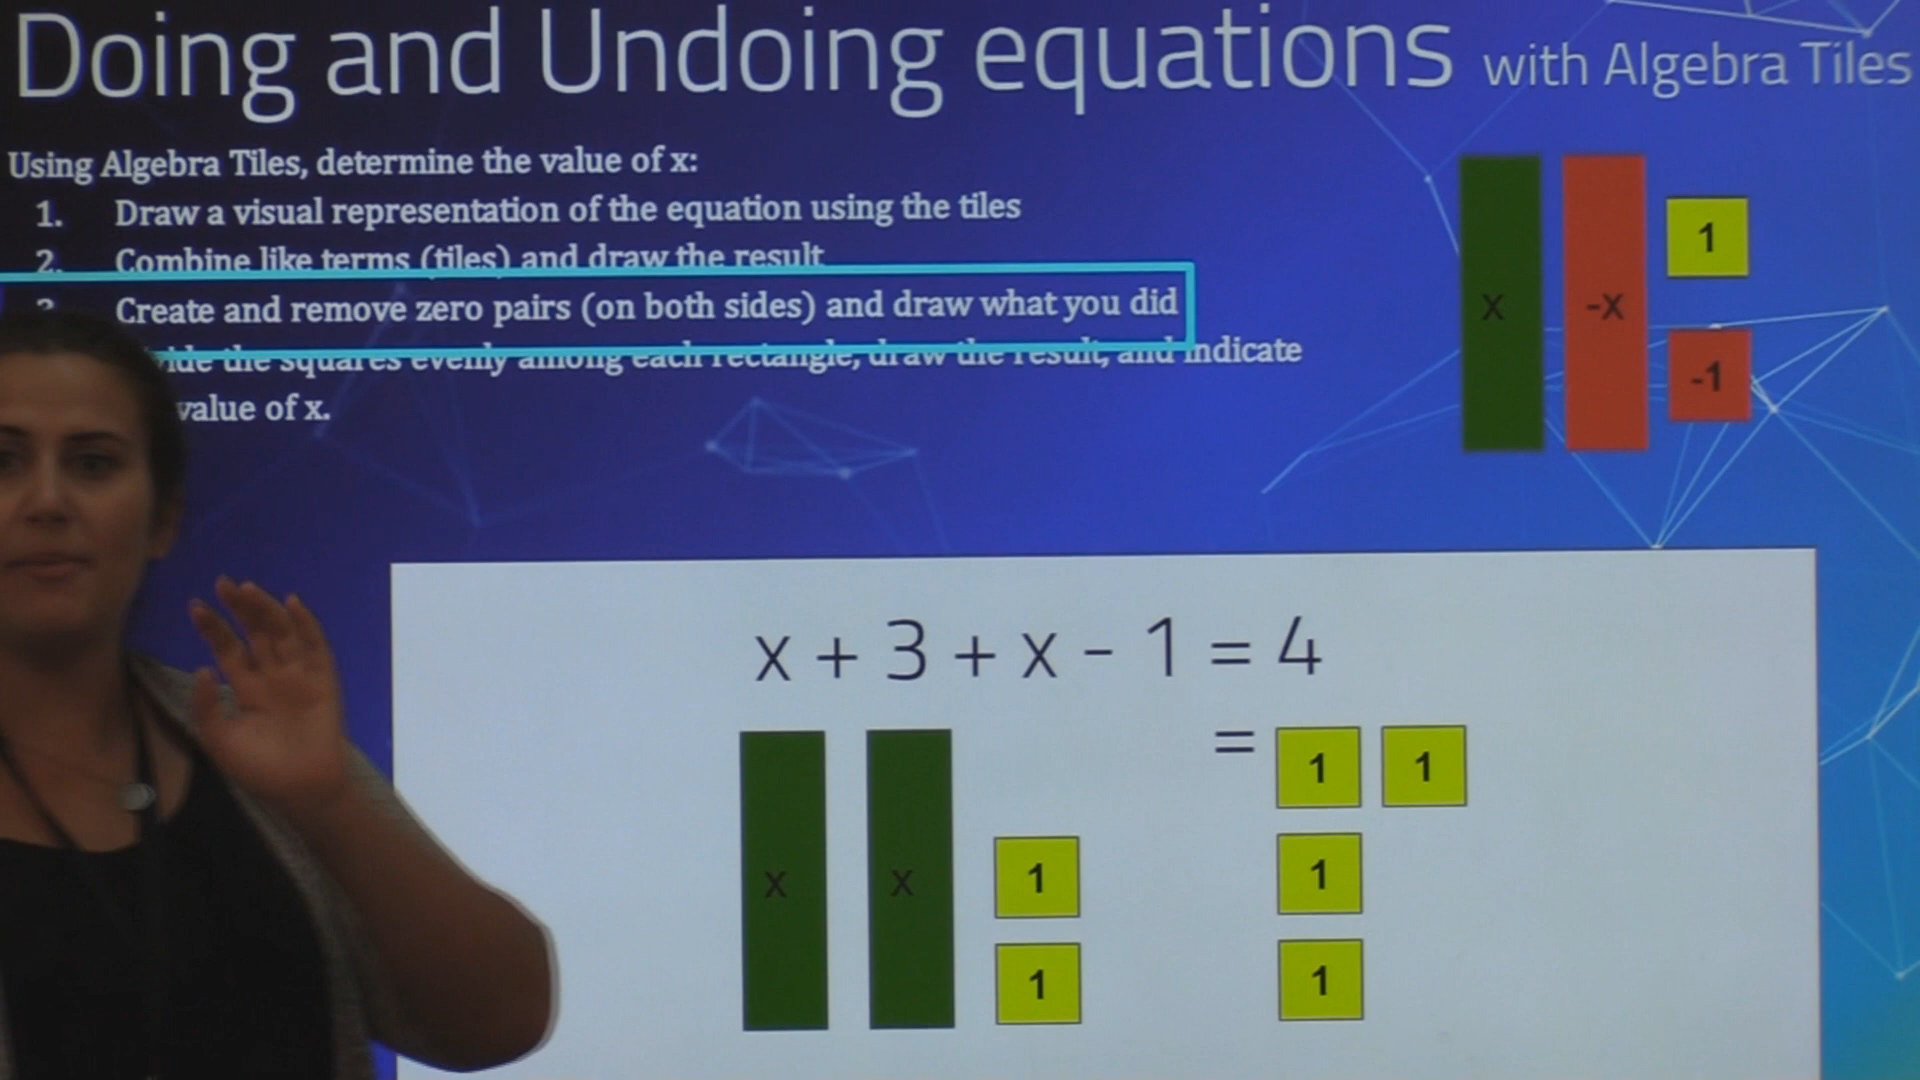 Doing and Undoing equations with Algebra Tiles
Using Algebra Tiles, determine the value of x:
1. Draw a visual representation of the equation using the tiles
2. Combine like terms (tiles) and draw the result
Create and remove zero pairs (on both sides) and draw what you did
the squares evenly among each rectangle, draw the result, and indicate
value of x.
x -x 1
-1
x + 3 + x - 1 = 4
= 1 1
x x 1 1
1 1